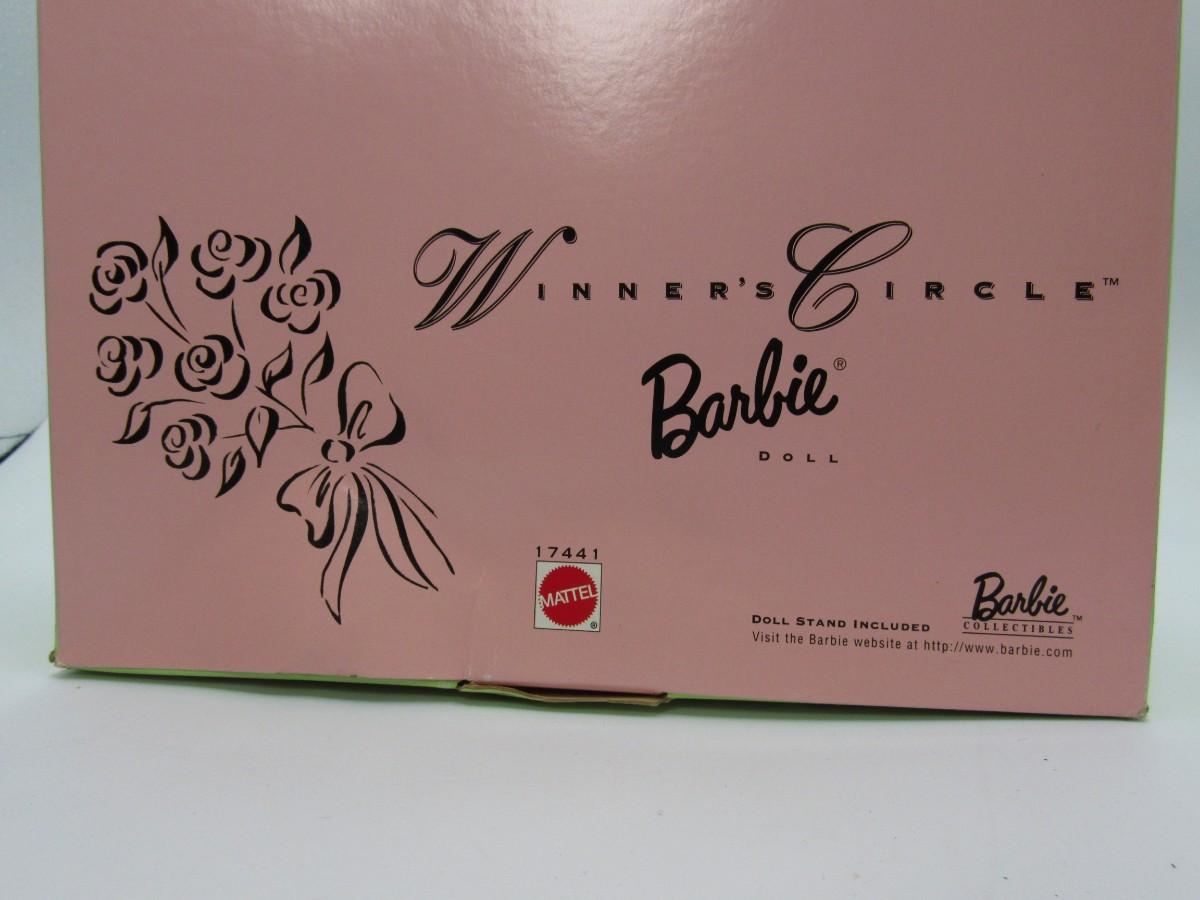 WINNER'S CIRCLE™
Barbie®
DOLL
17441
MATTEL®
Barbie™
COLLECTIBLES
DOLL STAND INCLUDED
Visit the Barbie website at http://www.barbie.com